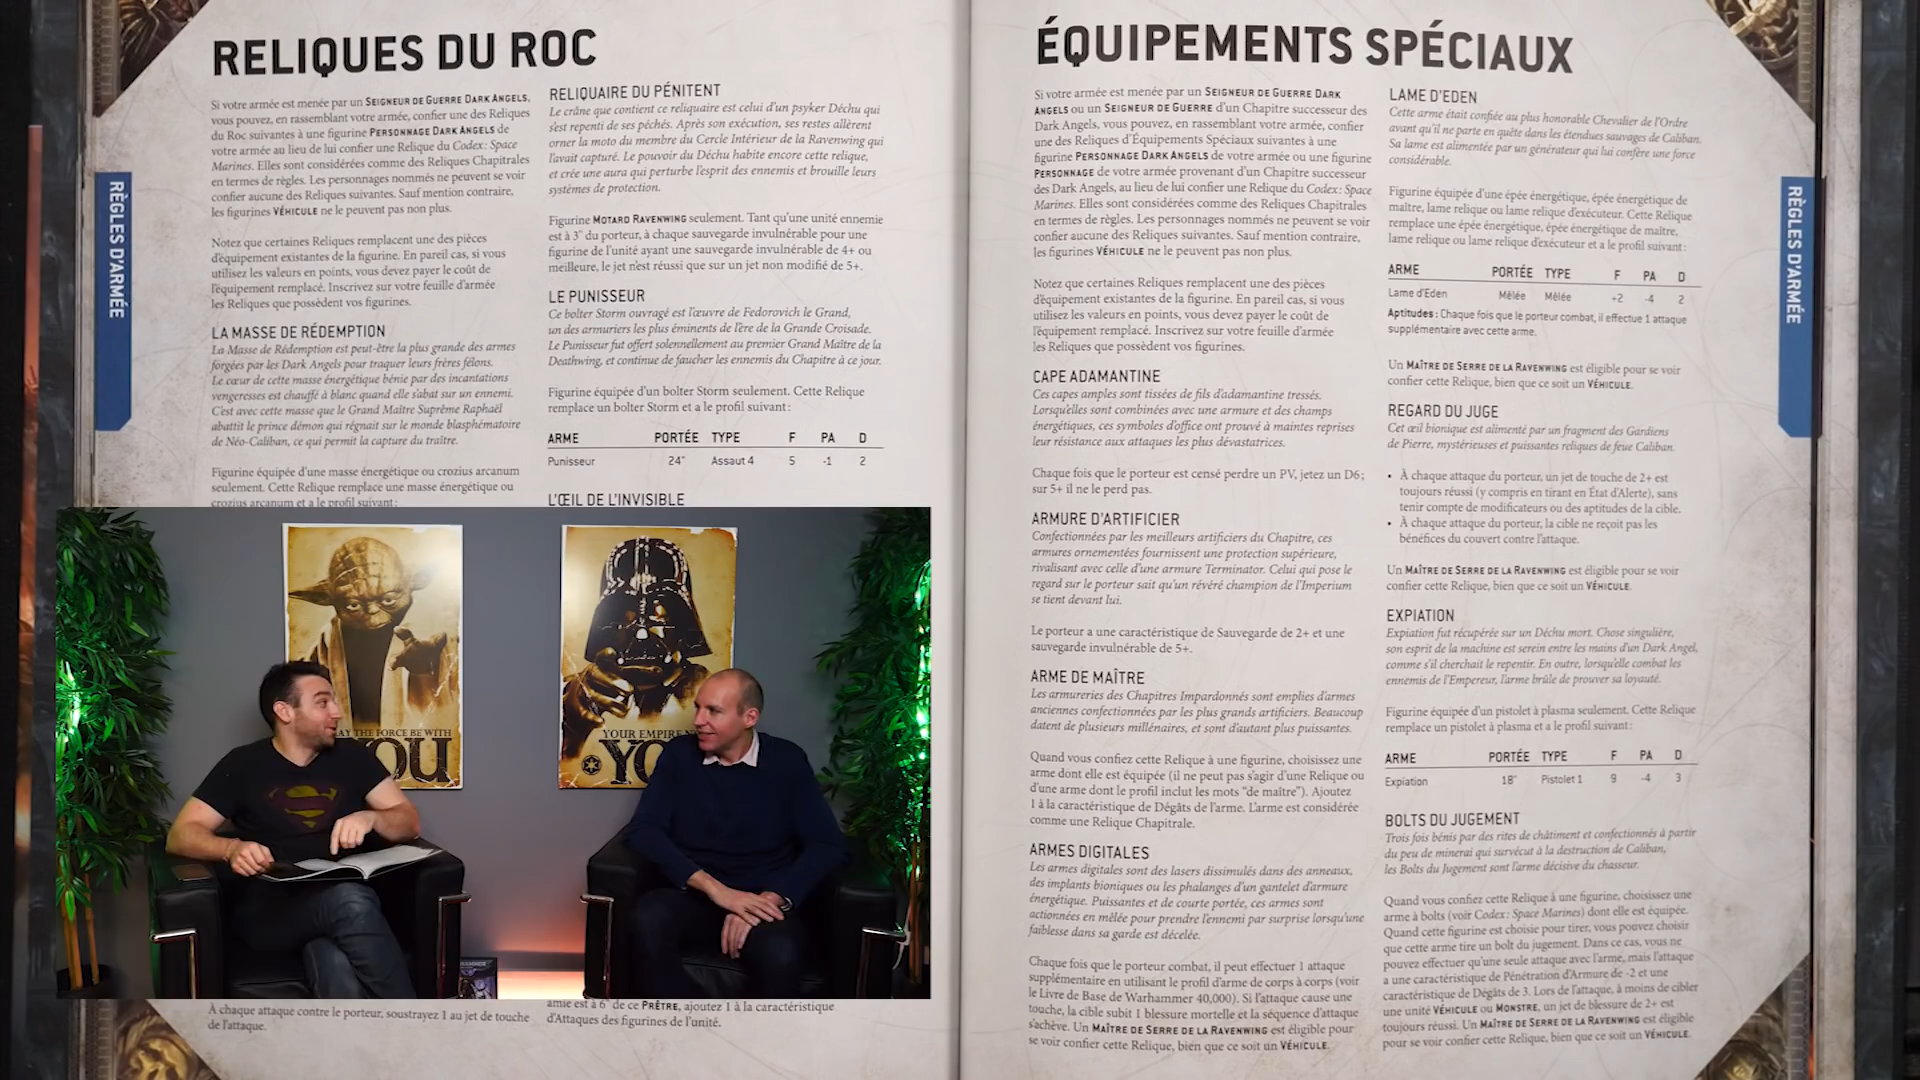 RELIQUES DU ROC
Si votre armée est menée par un SEIGNEUR DE GUERRE DARK ANGELS,
vous pouvez, en rassemblant votre armée, confier une des Reliques
du Roc suivantes à une figurine PERSONNAGE DARK ANGELS de
votre armée au lieu de lui confier une Relique du Codex: Space
Marines. Elles sont considérées comme des Reliques Chapitrales
en termes de règles. Les personnages nommés ne peuvent se voir
confier aucune des Reliques suivantes. Sauf mention contraire,
les figurines VÉHICULE ne le peuvent pas non plus.
Notez que certaines Reliques remplacent une des pièces
d'équipement existantes de la figurine. En pareil cas, si vous
utilisez les valeurs en points, vous devez payer le coût de
l'équipement remplacé. Inscrivez sur votre feuille d'armée
les Reliques que possèdent vos figurines.
LA MASSE DE RÉDEMPTION
La Masse de Rédemption est peut-être la plus grande des armes
forgées par les Dark Angels pour traquer leurs frères félons.
Le cœur de cette masse énergétique bénie par des incantations
vengeresses est chauffé à blanc quand elle s'abat sur un ennemi.
C'est avec cette masse que le Grand Maître Suprême Raphaël
abattit le prince démon qui régnait sur le monde blasphématoire
de Néo-Caliban, ce qui permit la capture du traître.
Figurine équipée d'une masse énergétique ou crozius arcanum
seulement. Cette Relique remplace une masse énergétique ou
crozius arcanum et a le profil suivant:
À chaque attaque contre le porteur, soustrayez 1 au jet de touche
de l'attaque.
RELIQUAIRE DU PÉNITENT
Le crâne que contient ce reliquaire est celui d'un psyker Déchu qui
s'est repenti de ses péchés. Après son exécution, ses restes allèrent
orner la moto du membre du Cercle Intérieur de la Ravenwing qui
l'avait capturé. Le pouvoir du Déchu habite encore cette relique,
et crée une aura qui perturbe l'esprit des ennemis et brouille leurs
systèmes de protection.
Figurine MOTARD RAVENWING seulement. Tant qu'une unité ennemie
est à 3" du porteur, à chaque sauvegarde invulnérable pour une
figurine de l'unité ayant une sauvegarde invulnérable de 4+ ou
meilleure, le jet n'est réussi que sur un jet non modifié de 5+.
LE PUNISSEUR
Ce bolter Storm ouvragé est l'œuvre de Fedorovich le Grand,
un des armuriers les plus éminents de l'ère de la Grande Croisade.
Le Punisseur fut offert solennellement au premier Grand Maître de la
Deathwing, et continue de faucher les ennemis du Chapitre à ce jour.
Figurine équipée d'un bolter Storm seulement. Cette Relique
remplace un bolter Storm et a le profil suivant:
ARME PORTÉE TYPE F PA D
Punisseur 24" Assaut 4 5 -1 2
L'ŒIL DE L'INVISIBLE
amie est à 6" de ce PRÊTRE, ajoutez 1 à la caractéristique
d'Attaques des figurines de l'unité.
RÈGLES D'ARMÉE
MAY THE FORCE BE WITH
YOU
YOUR EMPIRE N
YO
ÉQUIPEMENTS SPÉCIAUX
Si votre armée est menée par un SEIGNEUR DE GUERRE DARK
ANGELS ou un SEIGNEUR DE GUERRE d'un Chapitre successeur des
Dark Angels, vous pouvez, en rassemblant votre armée, confier
une des Reliques d'Équipements Spéciaux suivantes à une
figurine PERSONNAGE DARK ANGELS de votre armée ou une figurine
PERSONNAGE de votre armée provenant d'un Chapitre successeur
des Dark Angels, au lieu de lui confier une Relique du Codex: Space
Marines. Elles sont considérées comme des Reliques Chapitrales
en termes de règles. Les personnages nommés ne peuvent se voir
confier aucune des Reliques suivantes. Sauf mention contraire,
les figurines VÉHICULE ne le peuvent pas non plus.
Notez que certaines Reliques remplacent une des pièces
d'équipement existantes de la figurine. En pareil cas, si vous
utilisez les valeurs en points, vous devez payer le coût de
l'équipement remplacé. Inscrivez sur votre feuille d'armée
les Reliques que possèdent vos figurines.
CAPE ADAMANTINE
Ces capes amples sont tissées de fils d'adamantine tressés.
Lorsqu'elles sont combinées avec une armure et des champs
énergétiques, ces symboles d'office ont prouvé à maintes reprises
leur résistance aux attaques les plus dévastatrices.
Chaque fois que le porteur est censé perdre un PV, jetez un D6;
sur 5+ il ne le perd pas.
ARMURE D'ARTIFICIER
Confectionnées par les meilleurs artificiers du Chapitre, ces
armures ornementées fournissent une protection supérieure,
rivalisant avec celle d'une armure Terminator. Celui qui pose le
regard sur le porteur sait qu'un révéré champion de l'Imperium
se tient devant lui.
Le porteur a une caractéristique de Sauvegarde de 2+ et une
sauvegarde invulnérable de 5+.
ARME DE MAÎTRE
Les armureries des Chapitres Impardonnés sont emplies d'armes
anciennes confectionnées par les plus grands artificiers. Beaucoup
datent de plusieurs millénaires, et sont d'autant plus puissantes.
Quand vous confiez cette Relique à une figurine, choisissez une
arme dont elle est équipée (il ne peut pas s'agir d'une Relique ou
d'une arme dont le profil inclut les mots "de maître"). Ajoutez
1 à la caractéristique de Dégâts de l'arme. L'arme est considérée
comme une Relique Chapitrale.
ARMES DIGITALES
Les armes digitales sont des lasers dissimulés dans des anneaux,
des implants bioniques ou les phalanges d'un gantelet d'armure
énergétique. Puissantes et de courte portée, ces armes sont
actionnées en mêlée pour prendre l'ennemi par surprise lorsqu'une
faiblesse dans sa garde est décelée.
Chaque fois que le porteur combat, il peut effectuer 1 attaque
supplémentaire en utilisant le profil d'arme de corps à corps (voir
le Livre de Base de Warhammer 40,000). Si l'attaque cause une
touche, la cible subit 1 blessure mortelle et la séquence d'attaque
s'achève. Un MAÎTRE DE SERRE DE LA RAVENWING est éligible pour
se voir confier cette Relique, bien que ce soit un VÉHICULE.
LAME D'EDEN
Cette arme était confiée au plus honorable Chevalier de l'Ordre
avant qu'il ne parte en quête dans les étendues sauvages de Caliban.
Sa lame est alimentée par un générateur qui lui confère une force
considérable.
Figurine équipée d'une épée énergétique, épée énergétique de
maître, lame relique ou lame relique d'exécuteur. Cette Relique
remplace une épée énergétique, épée énergétique de maître,
lame relique ou lame relique d'exécuteur et a le profil suivant:
ARME PORTÉE TYPE F PA D
Lame d'Eden Mêlée Mêlée +2 -4 2
Aptitudes: Chaque fois que le porteur combat, il effectue 1 attaque
supplémentaire avec cette arme.
Un MAÎTRE DE SERRE DE LA RAVENWING est éligible pour se voir
confier cette Relique, bien que ce soit un VÉHICULE.
REGARD DU JUGE
Cet œil bionique est alimenté par un fragment des Gardiens
de Pierre, mystérieuses et puissantes reliques de feue Caliban.
• À chaque attaque du porteur, un jet de touche de 2+ est
toujours réussi (y compris en tirant en État d'Alerte), sans
tenir compte de modificateurs ou des aptitudes de la cible.
• À chaque attaque du porteur, la cible ne reçoit pas les
bénéfices du couvert contre l'attaque.
Un MAÎTRE DE SERRE DE LA RAVENWING est éligible pour se voir
confier cette Relique, bien que ce soit un VÉHICULE.
EXPIATION
Expiation fut récupérée sur un Déchu mort. Chose singulière,
son esprit de la machine est serein entre les mains d'un Dark Angel,
comme s'il cherchait le repentir. En outre, lorsqu'elle combat les
ennemis de l'Empereur, l'arme brûle de prouver sa loyauté.
Figurine équipée d'un pistolet à plasma seulement. Cette Relique
remplace un pistolet à plasma et a le profil suivant:
ARME PORTÉE TYPE F PA D
Expiation 18" Pistolet 1 9 -4 3
BOLTS DU JUGEMENT
Trois fois bénis par des rites de châtiment et confectionnés à partir
du peu de minerai qui survécut à la destruction de Caliban,
les Bolts du Jugement sont l'arme décisive du chasseur.
Quand vous confiez cette Relique à une figurine, choisissez une
arme à bolts (voir Codex: Space Marines) dont elle est équipée.
Quand cette figurine est choisie pour tirer, vous pouvez choisir
que cette arme tire un bolt du jugement. Dans ce cas, vous ne
pouvez effectuer qu'une seule attaque avec l'arme, mais l'attaque
a une caractéristique de Pénétration d'Armure de -2 et une
caractéristique de Dégâts de 3. Lors de l'attaque, à moins de cibler
une unité VÉHICULE ou MONSTRE, un jet de blessure de 2+ est
toujours réussi. Un MAÎTRE DE SERRE DE LA RAVENWING est éligible
pour se voir confier cette Relique, bien que ce soit un VÉHICULE.
RÈGLES D'ARMÉE